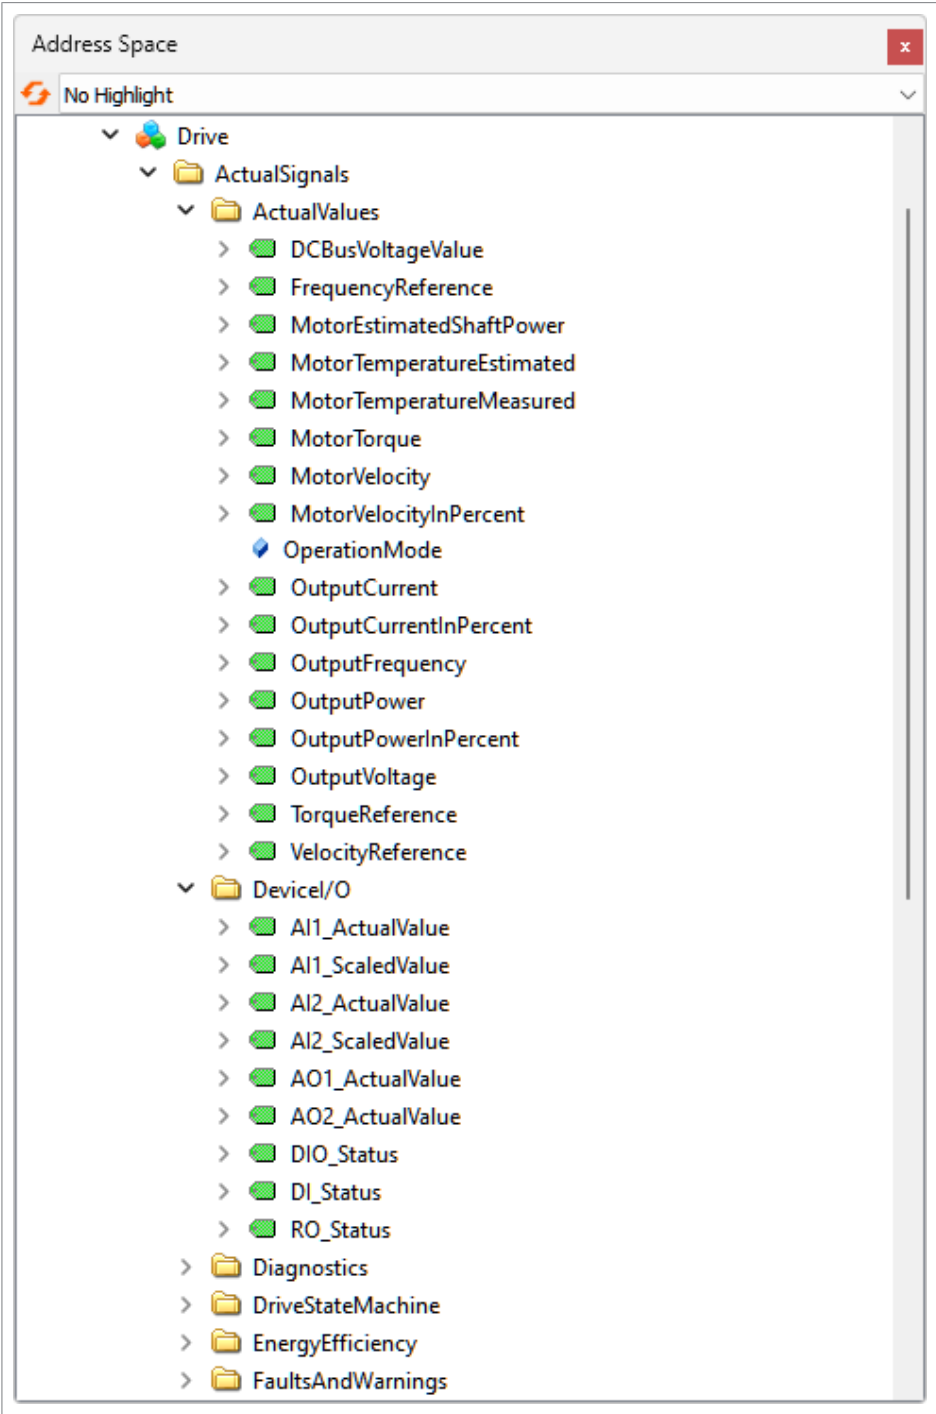 Address Space
x
No Highlight
Drive
ActualSignals
ActualValues
DCBusVoltageValue
FrequencyReference
MotorEstimatedShaftPower
MotorTemperatureEstimated
MotorTemperatureMeasured
MotorTorque
MotorVelocity
MotorVelocityInPercent
OperationMode
OutputCurrent
OutputCurrentInPercent
OutputFrequency
OutputPower
OutputPowerInPercent
OutputVoltage
TorqueReference
VelocityReference
DeviceI/O
AI1_ActualValue
AI1_ScaledValue
AI2_ActualValue
AI2_ScaledValue
AO1_ActualValue
AO2_ActualValue
DIO_Status
DI_Status
RO_Status
Diagnostics
DriveStateMachine
EnergyEfficiency
FaultsAndWarnings